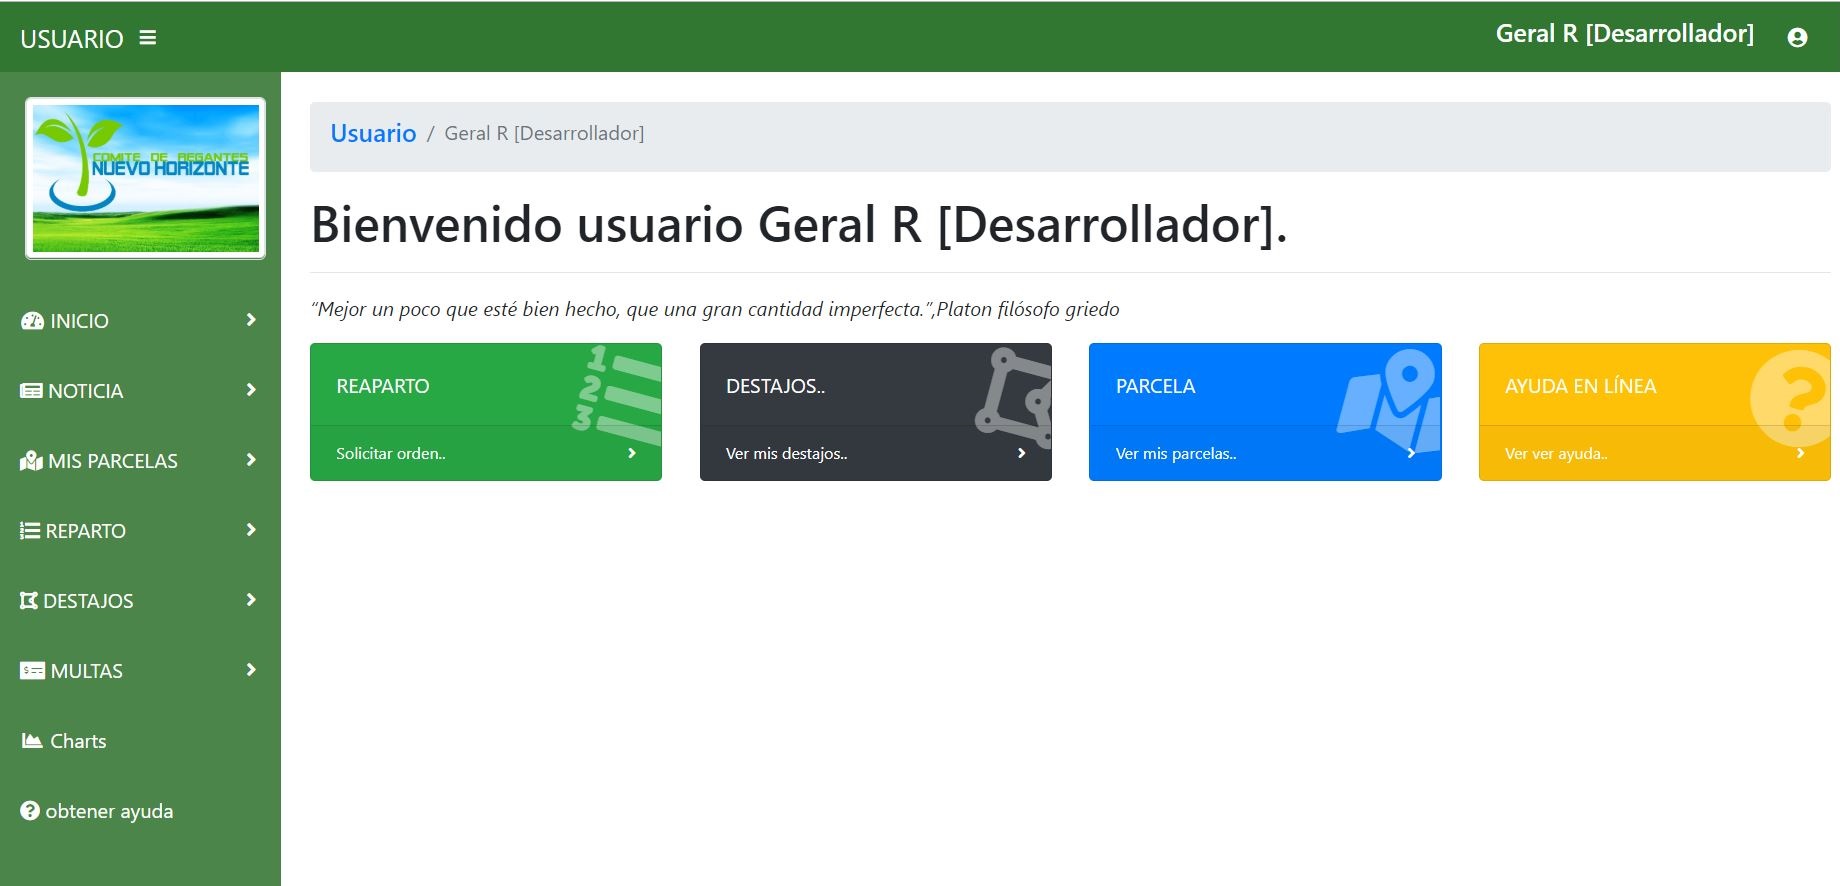 USUARIO
Geral R [Desarrollador]
COMITE DE REGANTES
NUEVO HORIZONTE
INICIO
NOTICIA
MIS PARCELAS
REPARTO
DESTAJOS
MULTAS
Charts
obtener ayuda
Usuario / Geral R [Desarrollador]
Bienvenido usuario Geral R [Desarrollador].
“Mejor un poco que esté bien hecho, que una gran cantidad imperfecta.”,Platon filósofo griedo
REAPARTO
Solicitar orden..
DESTAJOS..
Ver mis destajos..
PARCELA
Ver mis parcelas..
AYUDA EN LÍNEA
Ver ver ayuda..